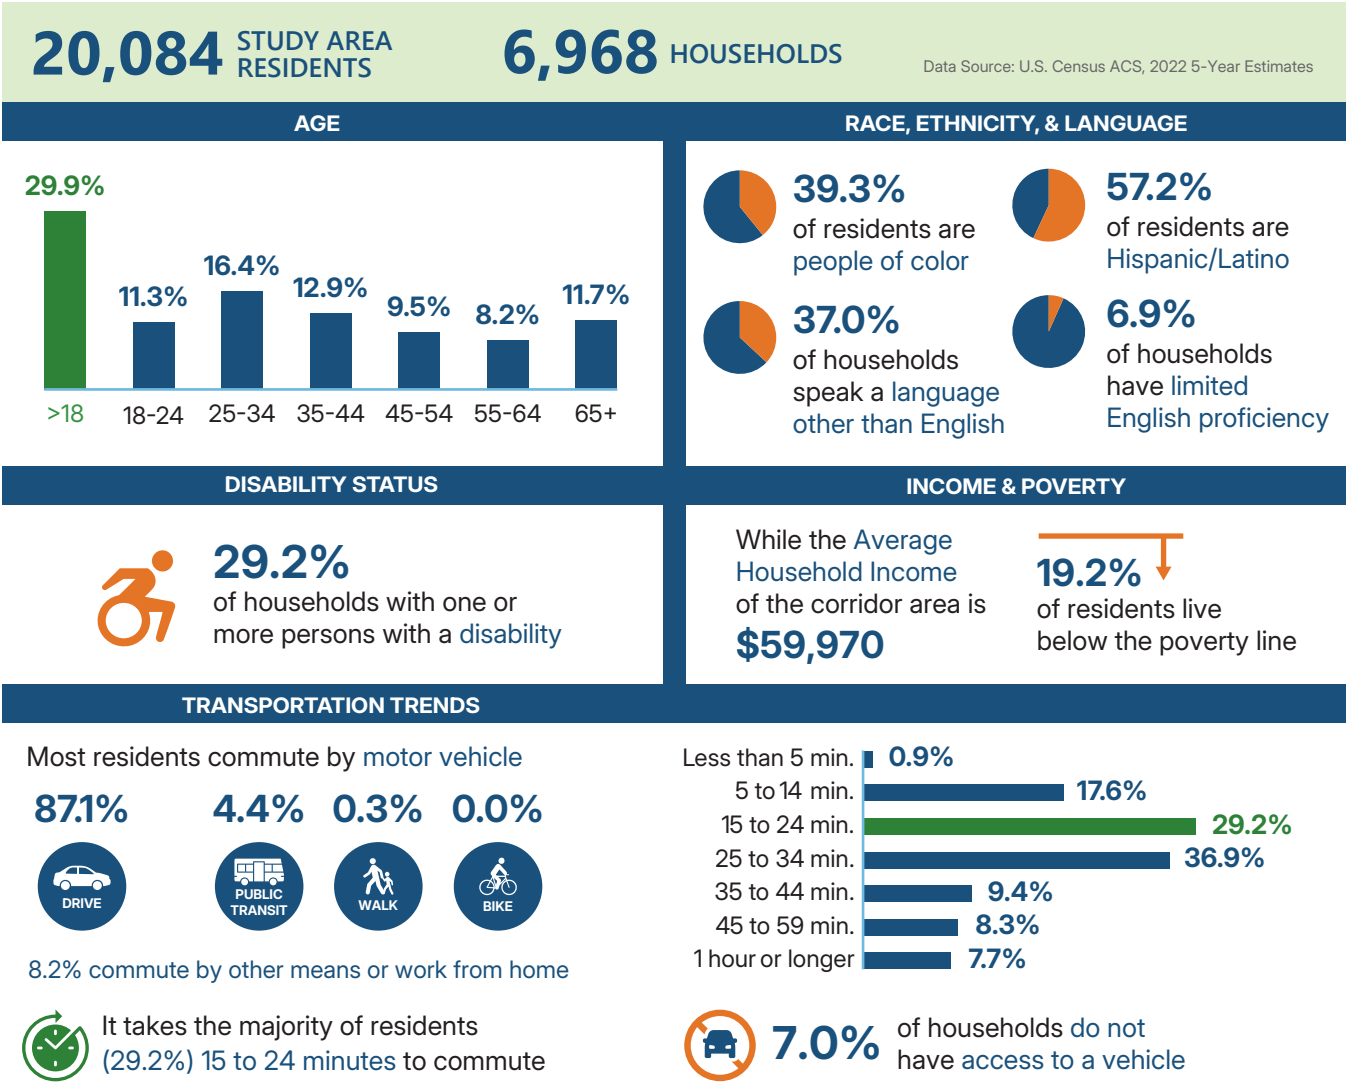 20,084 STUDY AREA
RESIDENTS
6,968 HOUSEHOLDS
Data Source: U.S. Census ACS, 2022 5-Year Estimates
AGE
29.9%
11.3%
16.4%
12.9%
9.5%
8.2%
11.7%
>18
18-24
25-34
35-44
45-54
55-64
65+
RACE, ETHNICITY, & LANGUAGE
39.3%
of residents are
people of color
57.2%
of residents are
Hispanic/Latino
37.0%
of households
speak a language
other than English
6.9%
of households
have limited
English proficiency
DISABILITY STATUS
29.2%
of households with one or
more persons with a disability
INCOME & POVERTY
While the Average
Household Income
of the corridor area is
$59,970
19.2%
of residents live
below the poverty line
TRANSPORTATION TRENDS
Most residents commute by motor vehicle
87.1%
4.4%
0.3%
0.0%
DRIVE
PUBLIC
TRANSIT
WALK
BIKE
8.2% commute by other means or work from home
It takes the majority of residents
(29.2%) 15 to 24 minutes to commute
Less than 5 min. 0.9%
5 to 14 min. 17.6%
15 to 24 min. 29.2%
25 to 34 min. 36.9%
35 to 44 min. 9.4%
45 to 59 min. 8.3%
1 hour or longer 7.7%
7.0%
of households do not
have access to a vehicle